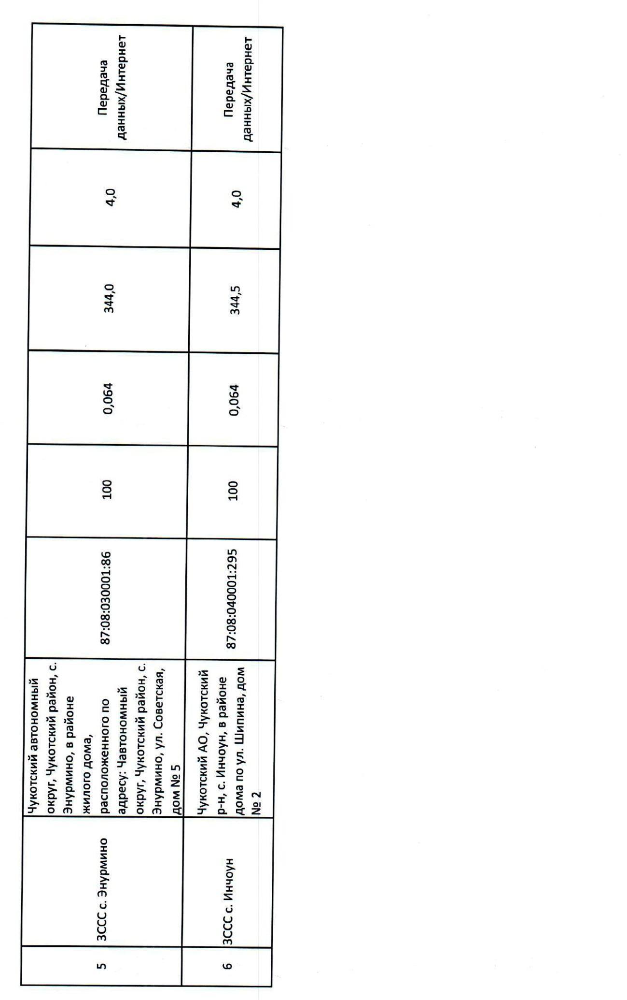 5
ЗССС с. Энурмино
Чукотский автономный
округ, Чукотский район, с.
Энурмино, в районе
жилого дома,
расположенного по
адресу: Чавтономный
округ, Чукотский район, с.
Энурмино, ул. Советская,
дом № 5
87:08:030001:86
100
0,064
344,0
4,0
Передача
данных/Интернет
6
ЗССС с. Инчоун
Чукотский АО, Чукотский
р-н, с. Инчоун, в районе
дома по ул. Шипина, дом
№ 2
87:08:040001:295
100
0,064
344,5
4,0
Передача
данных/Интернет